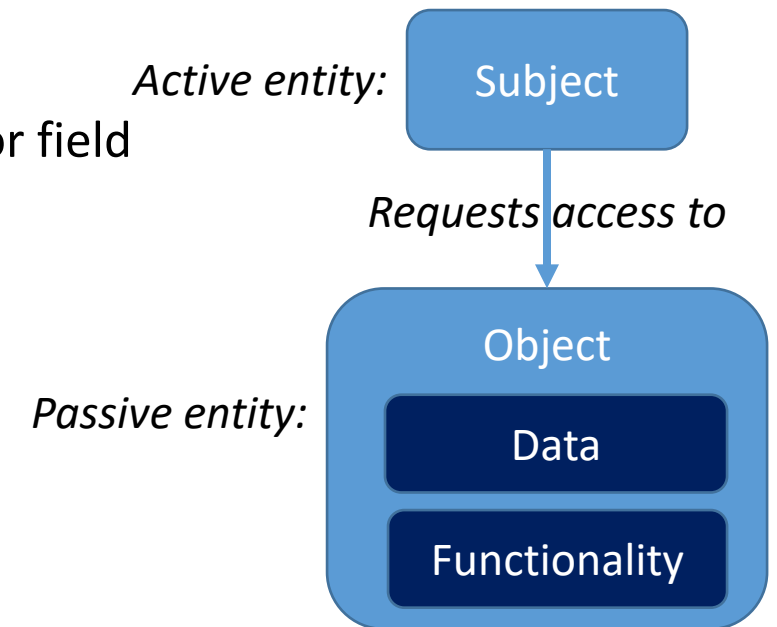 Active entity: Subject
or field
Requests access to
Object
Passive entity:
Data
Functionality